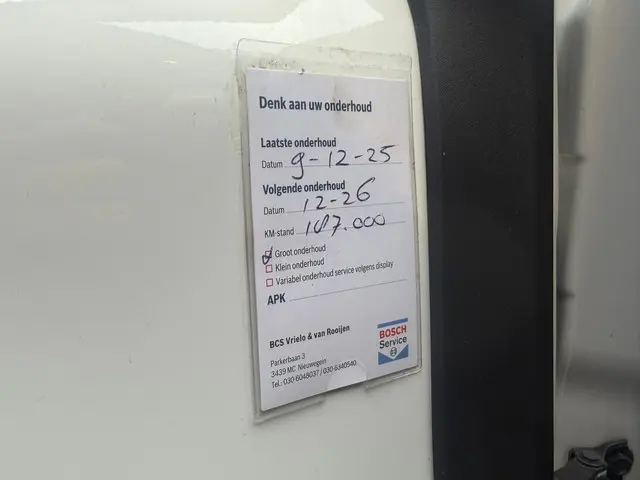 Denk aan uw onderhoud
Laatste onderhoud
Datum 9-12-25
Volgende onderhoud
Datum 12-26
KM-stand 187.000
Groot onderhoud
Klein onderhoud
Variabel onderhoud service volgens display
APK
BCS Vrielo & van Rooijen
Parkerbaan 3
3439 MC Nieuwegein
Tel.: 030-6048037 / 030-6340540
BOSCH
Service